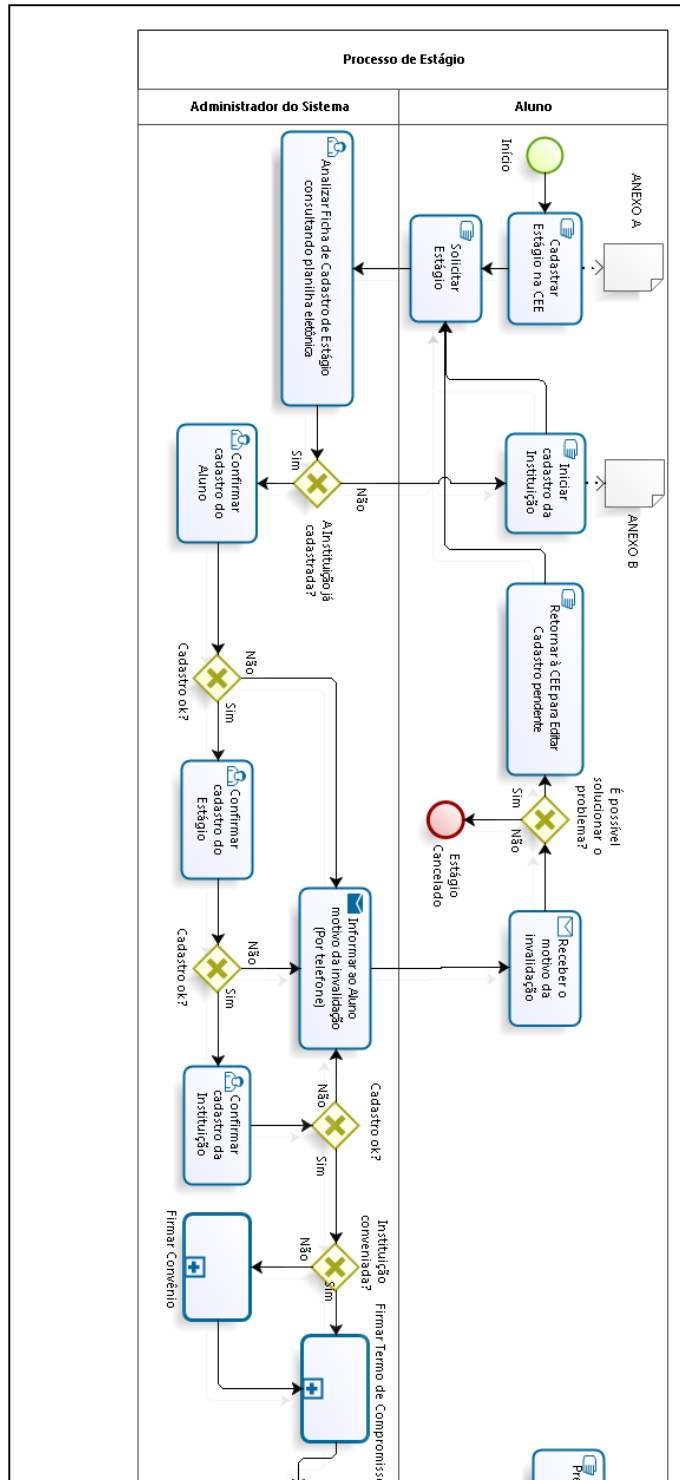 Processo de Estágio
Administrador do Sistema
Aluno
Início
ANEXO A
Cadastrar
Estágio na CEE
Solicitar
Estágio
Analizar Ficha de Cadastro de Estágio
consultando planilha eletônica
Sim
Não
A Instituição já
cadastrada?
Iniciar
cadastro da
Instituição
ANEXO B
Confirmar
cadastro do
Aluno
Retornar à CEE para Editar
Cadastro pendente
Não
Sim
Cadastro ok?
É possível
solucionar o
problema?
Sim
Não
Estágio
Cancelado
Confirmar
cadastro do
Estágio
Informar ao Aluno
motivo da invalidação
(Por telefone)
Receber o
motivo da
invalidação
Não
Sim
Cadastro ok?
Confirmar
cadastro da
Instituição
Cadastro ok?
Não
Sim
Instituição
conveniada?
Não
Sim
Firmar Convênio
Firmar Termo de Compromisso
Pre